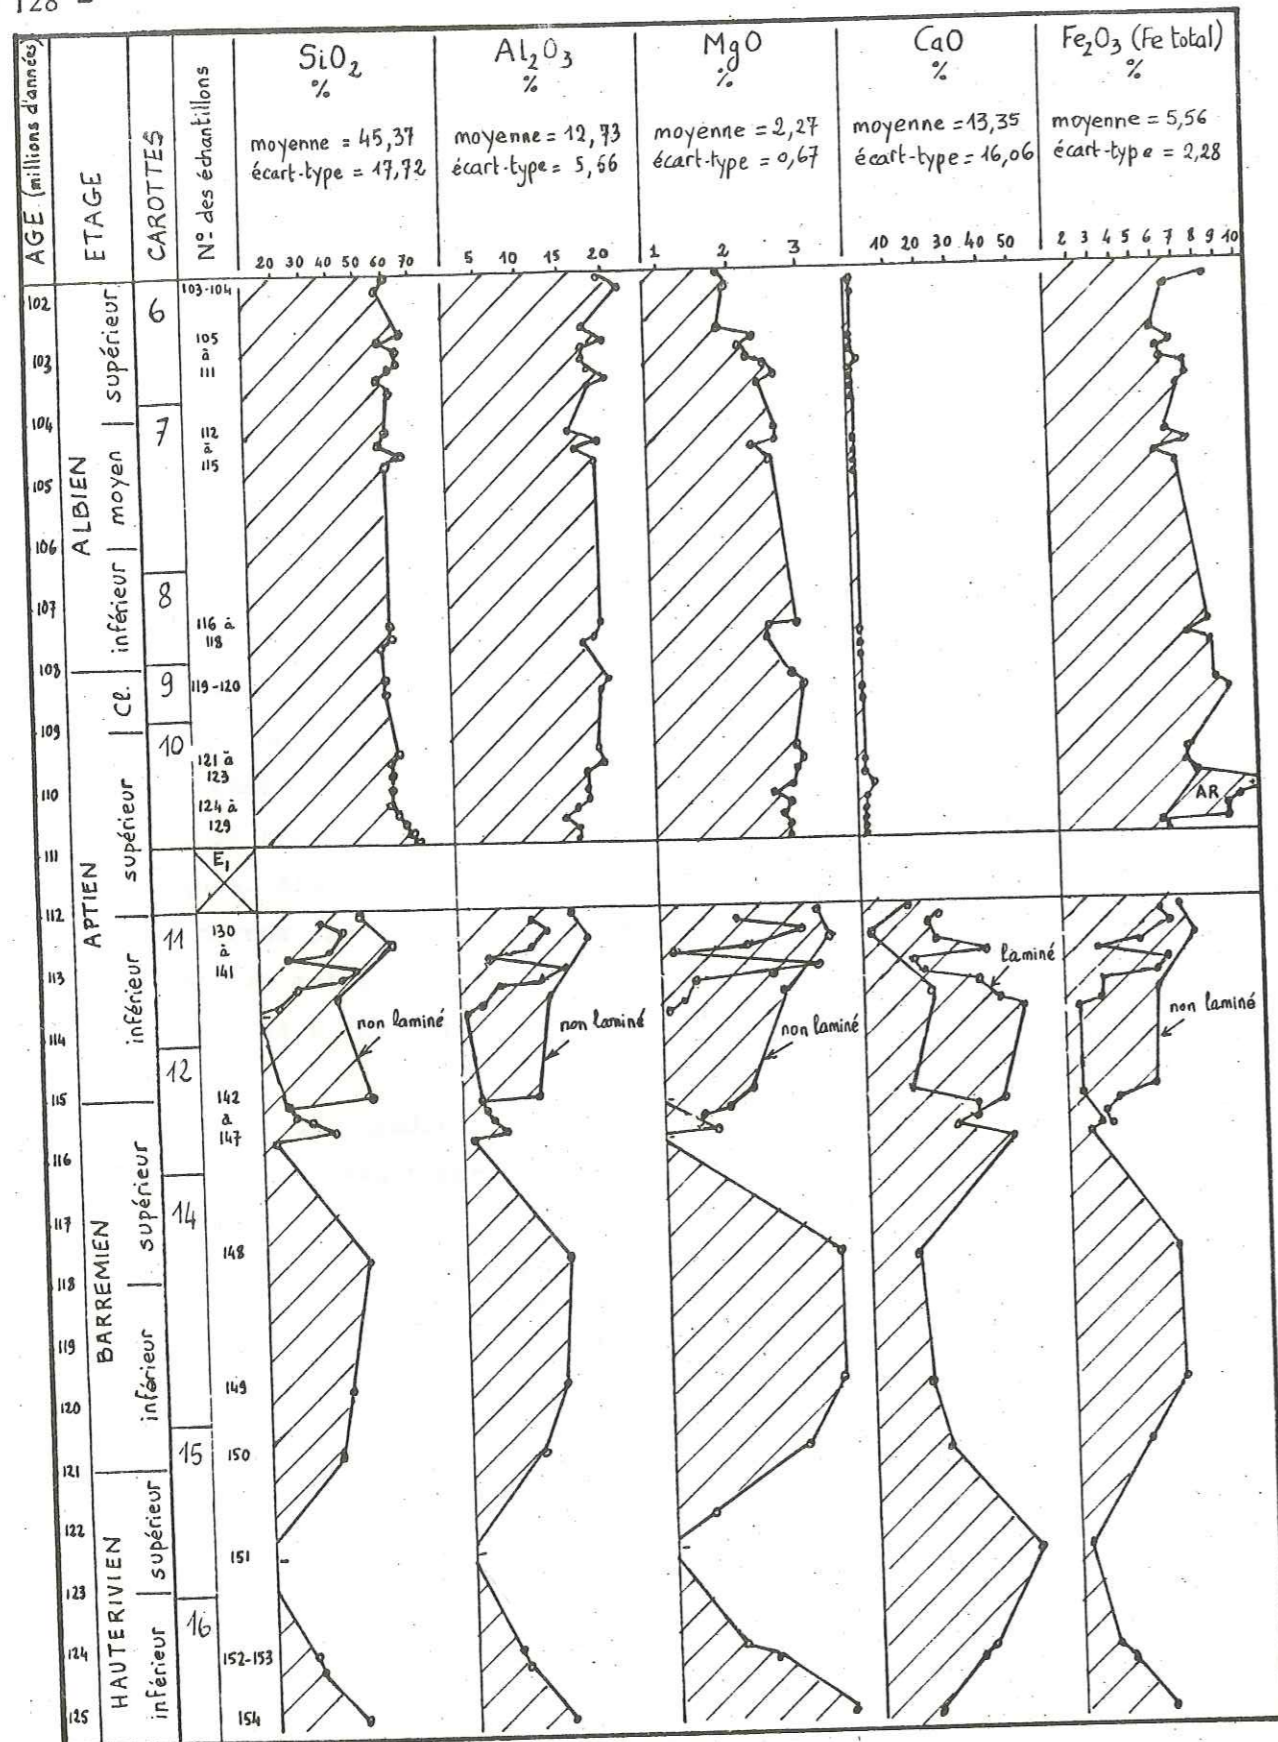 128 -
AGE (millions d'années)
ETAGE
CAROTTES
Nº des échantillons
SiO2
%
moyenne = 45,37
écart-type = 17,72
20 30 40 50 60 70
Al2O3
%
moyenne = 12,73
écart-type = 5,66
5 10 15 20
MgO
%
moyenne = 2,27
écart-type = 0,67
1 2 3
CaO
%
moyenne = 13,35
écart-type = 16,06
10 20 30 40 50
Fe2O3 (Fe total)
%
moyenne = 5,56
écart-type = 2,28
2 3 4 5 6 7 8 9 10
102
103
104
105
106
107
108
109
110
111
112
113
114
115
116
117
118
119
120
121
122
123
124
125
ALBIEN
supérieur
moyen
inférieur
APTIEN
Cl.
supérieur
inférieur
BARREMIEN
supérieur
inférieur
HAUTERIVIEN
supérieur
inférieur
6
7
8
9
10
11
12
14
15
16
103-104
105
à
111
112
à
115
116 à
118
119-120
121 à
123
124 à
129
E1
130
à
141
142
à
147
148
149
150
151
152-153
154
AR
non laminé
non laminé
non laminé
laminé
non laminé